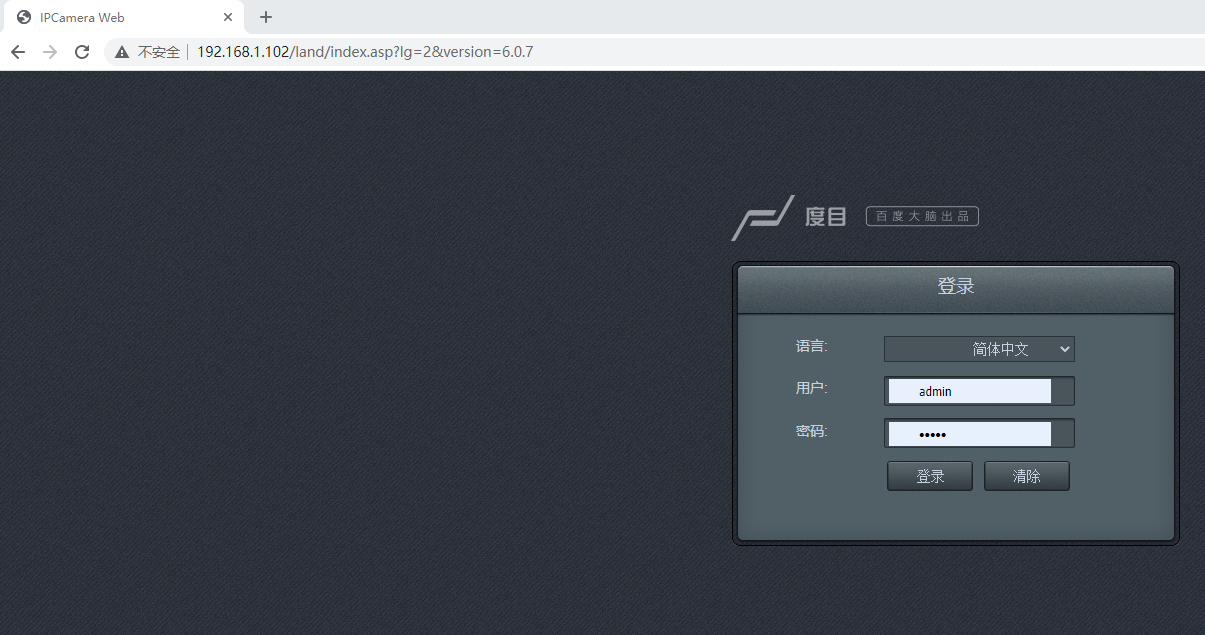 IPCamera Web
不安全 192.168.1.102/land/index.asp?lg=2&version=6.0.7
度目 百度大脑出品
登录
语言: 简体中文
用户: admin
密码: •••••
登录 清除